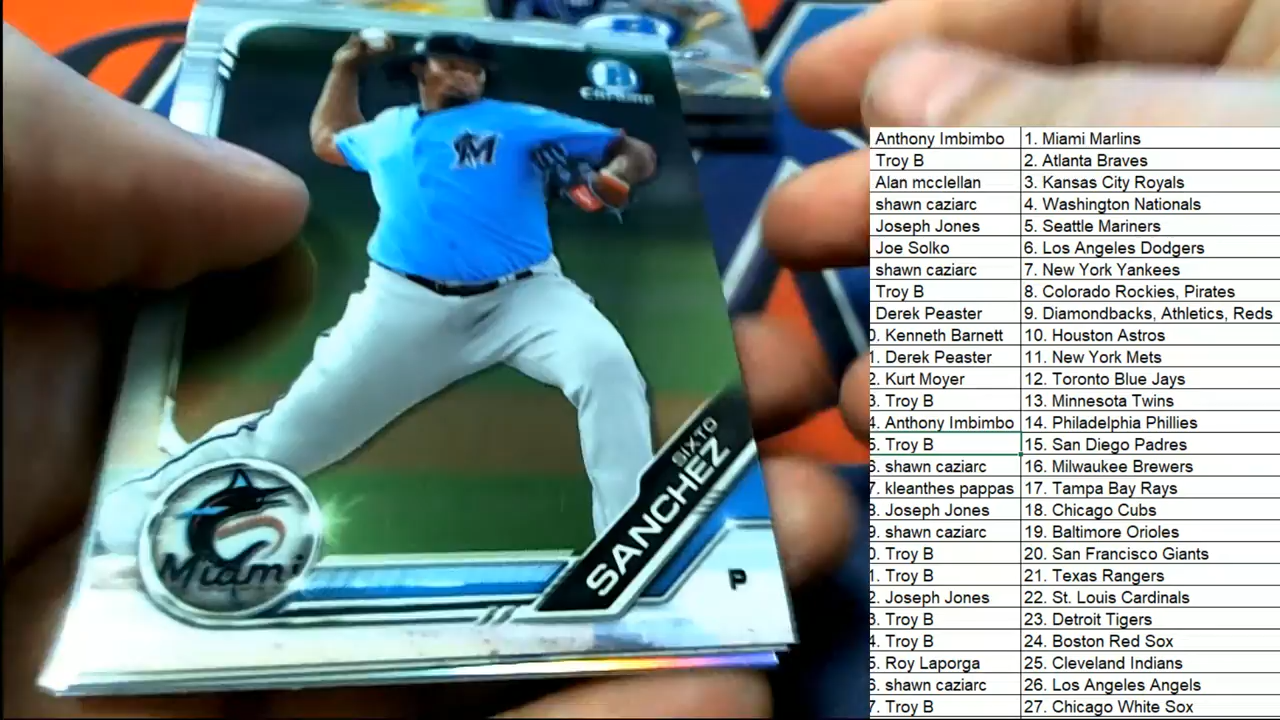 CHROME
M
SIXTO
SANCHEZ
Miami
P
Anthony Imbimbo 1. Miami Marlins
Troy B 2. Atlanta Braves
Alan mcclellan 3. Kansas City Royals
shawn caziarc 4. Washington Nationals
Joseph Jones 5. Seattle Mariners
Joe Solko 6. Los Angeles Dodgers
shawn caziarc 7. New York Yankees
Troy B 8. Colorado Rockies, Pirates
Derek Peaster 9. Diamondbacks, Athletics, Reds
0. Kenneth Barnett 10. Houston Astros
1. Derek Peaster 11. New York Mets
2. Kurt Moyer 12. Toronto Blue Jays
3. Troy B 13. Minnesota Twins
4. Anthony Imbimbo 14. Philadelphia Phillies
5. Troy B 15. San Diego Padres
6. shawn caziarc 16. Milwaukee Brewers
7. kleanthes pappas 17. Tampa Bay Rays
8. Joseph Jones 18. Chicago Cubs
9. shawn caziarc 19. Baltimore Orioles
0. Troy B 20. San Francisco Giants
1. Troy B 21. Texas Rangers
2. Joseph Jones 22. St. Louis Cardinals
3. Troy B 23. Detroit Tigers
4. Troy B 24. Boston Red Sox
5. Roy Laporga 25. Cleveland Indians
6. shawn caziarc 26. Los Angeles Angels
7. Troy B 27. Chicago White Sox